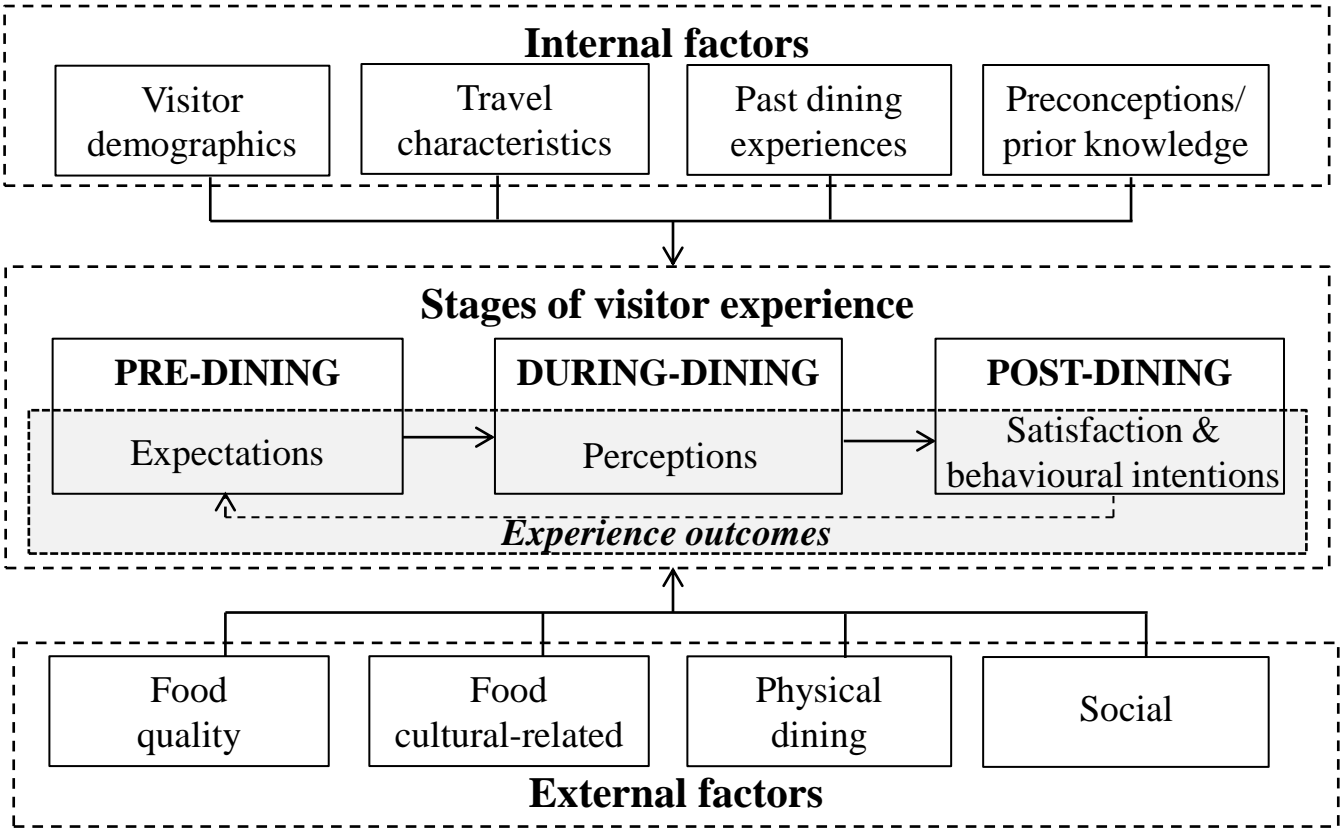 Internal factors
Visitor
demographics
Travel
characteristics
Past dining
experiences
Preconceptions/
prior knowledge
Stages of visitor experience
PRE-DINING
Expectations
DURING-DINING
Perceptions
POST-DINING
Satisfaction &
behavioural intentions
Experience outcomes
Food
quality
Food
cultural-related
Physical
dining
Social
External factors